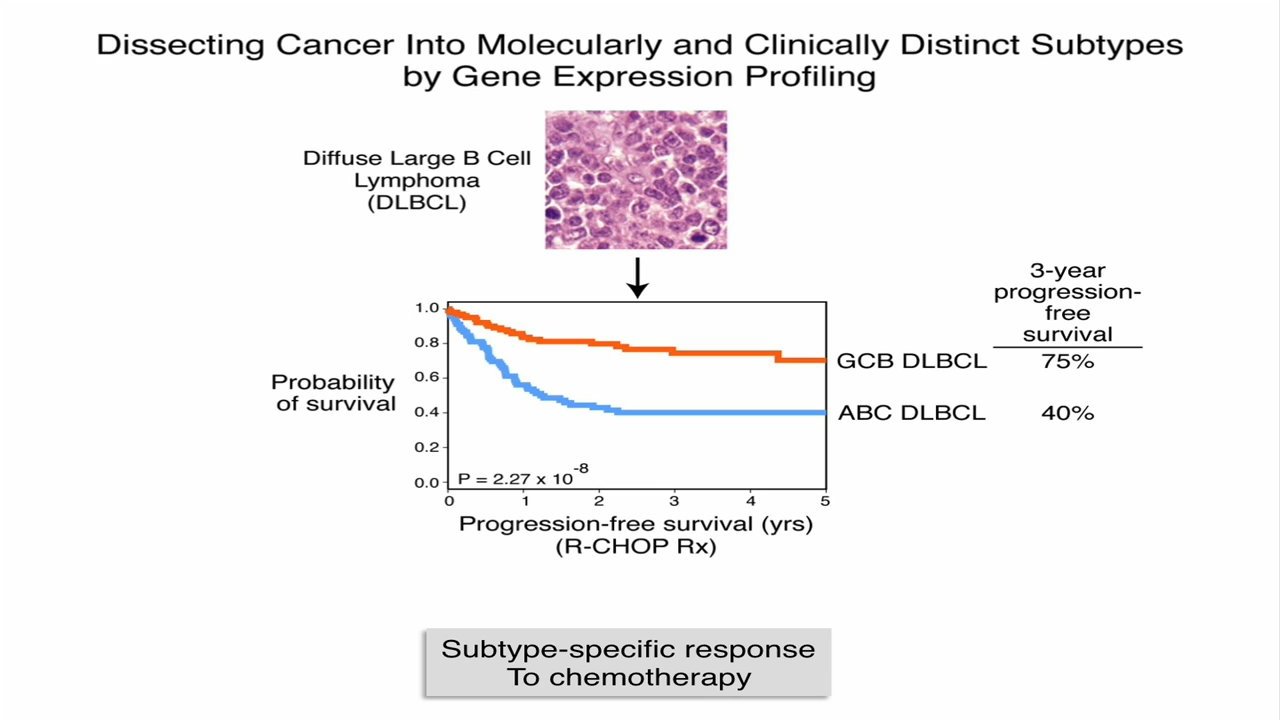 Dissecting Cancer Into Molecularly and Clinically Distinct Subtypes
by Gene Expression Profiling
Diffuse Large B Cell
Lymphoma
(DLBCL)
3-year
progression-
free
survival
Probability
of survival
1.0
0.8
0.6
0.4
0.2
0.0
GCB DLBCL 75%
ABC DLBCL 40%
P = 2.27 x 10-8
0 1 2 3 4 5
Progression-free survival (yrs)
(R-CHOP Rx)
Subtype-specific response
To chemotherapy